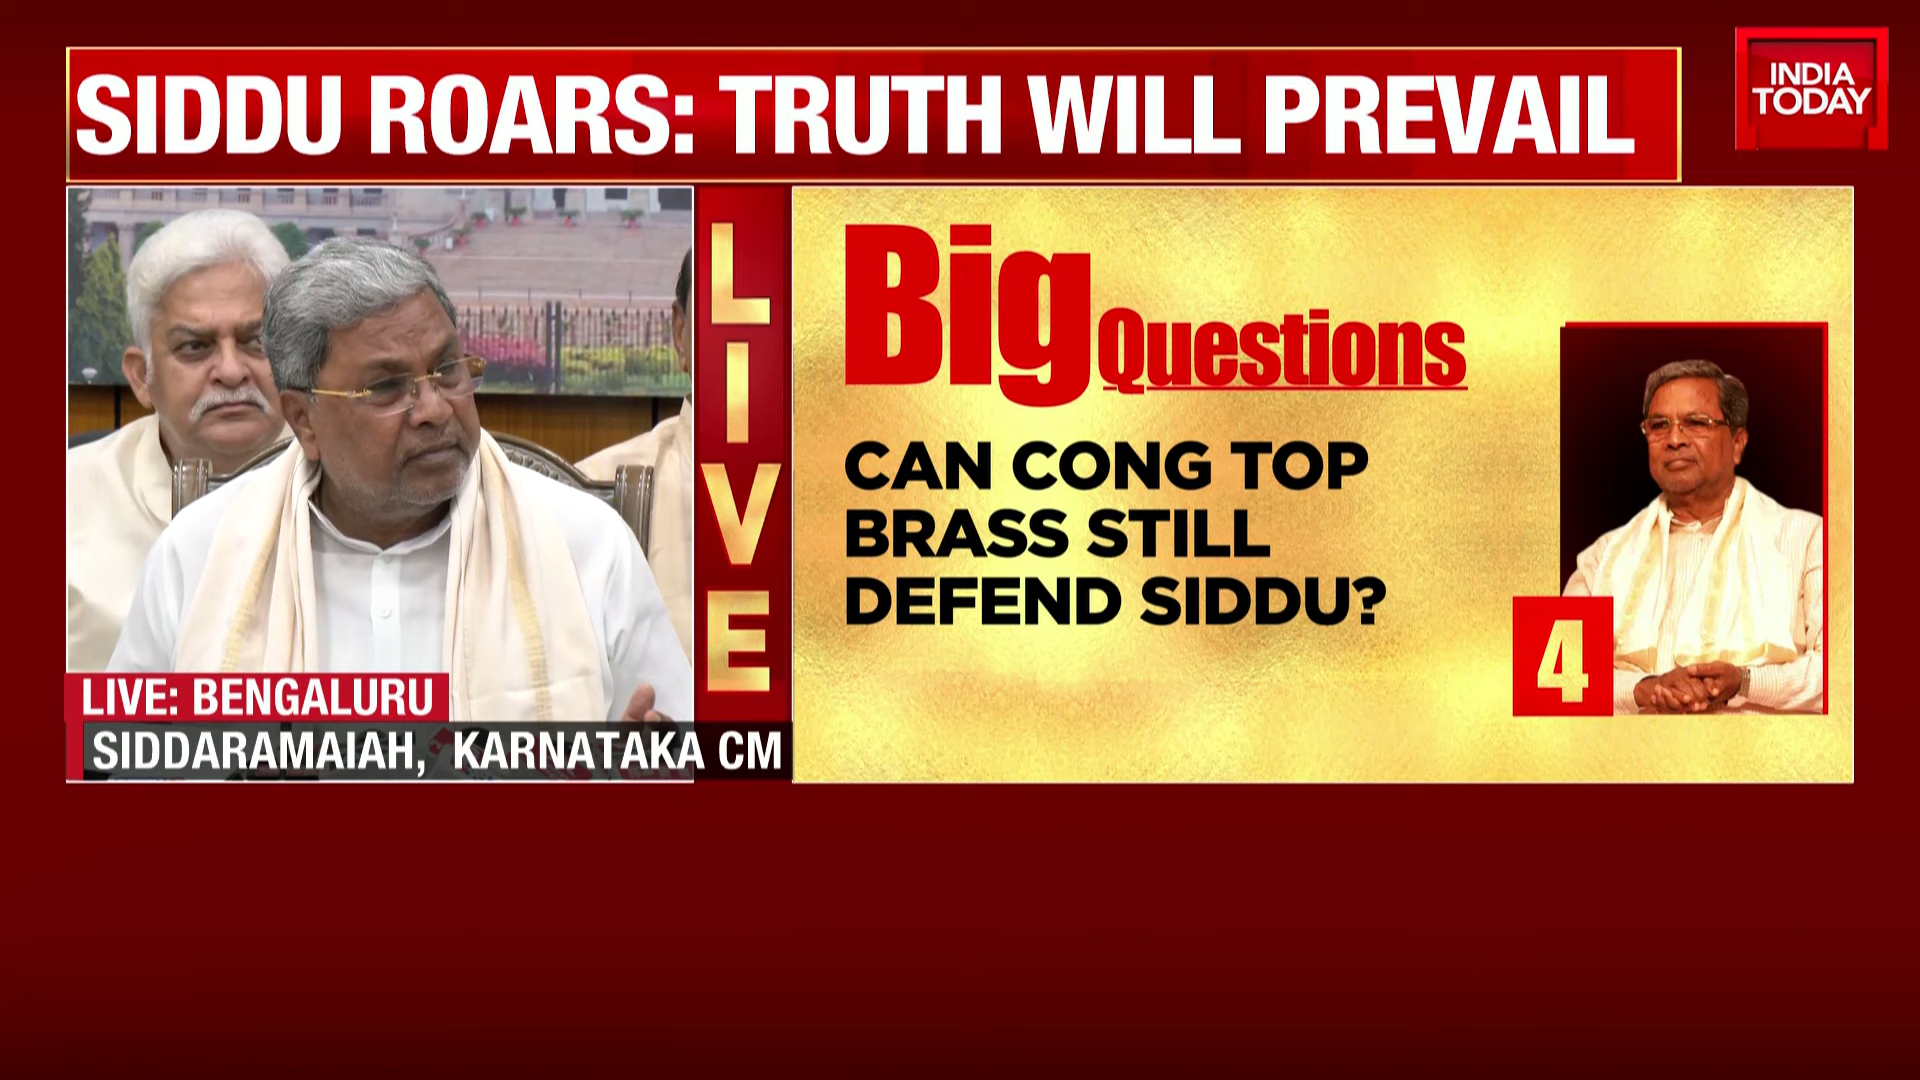 SIDDU ROARS: TRUTH WILL PREVAIL
INDIA
TODAY
LIVE
Big Questions
CAN CONG TOP
BRASS STILL
DEFEND SIDDU?
4
LIVE: BENGALURU
SIDDARAMAIAH, KARNATAKA CM